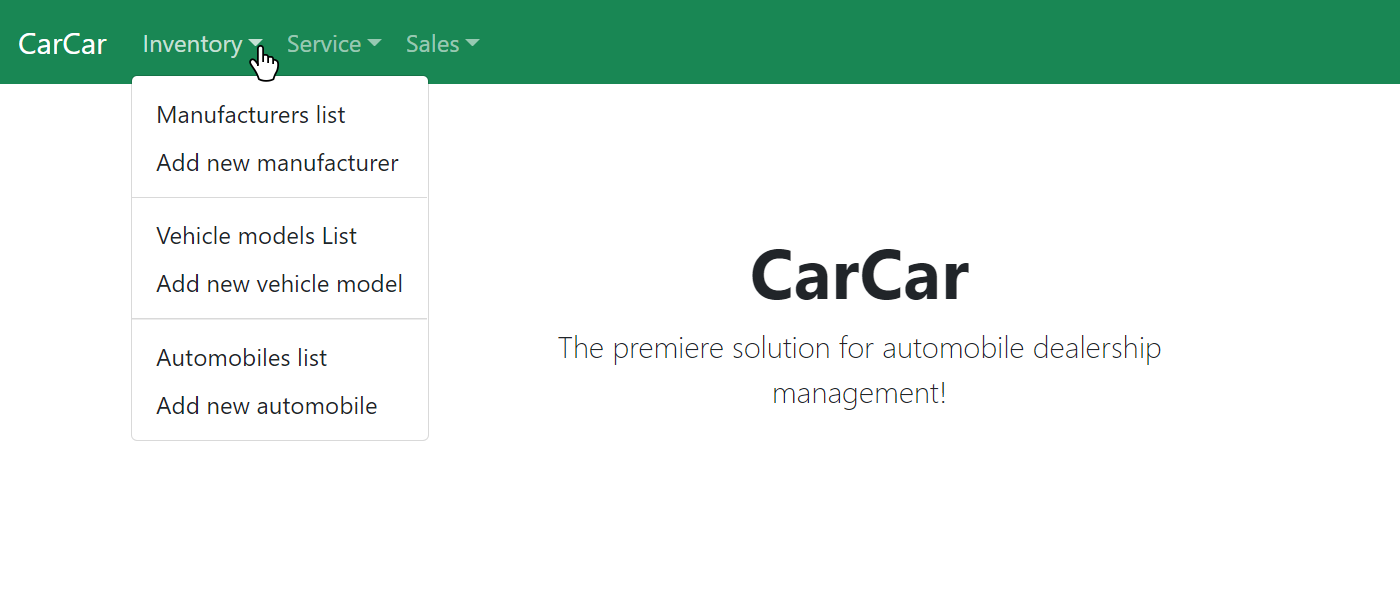 CarCar Inventory Service Sales
Manufacturers list
Add new manufacturer
Vehicle models List
Add new vehicle model
Automobiles list
Add new automobile
CarCar
The premiere solution for automobile dealership
management!